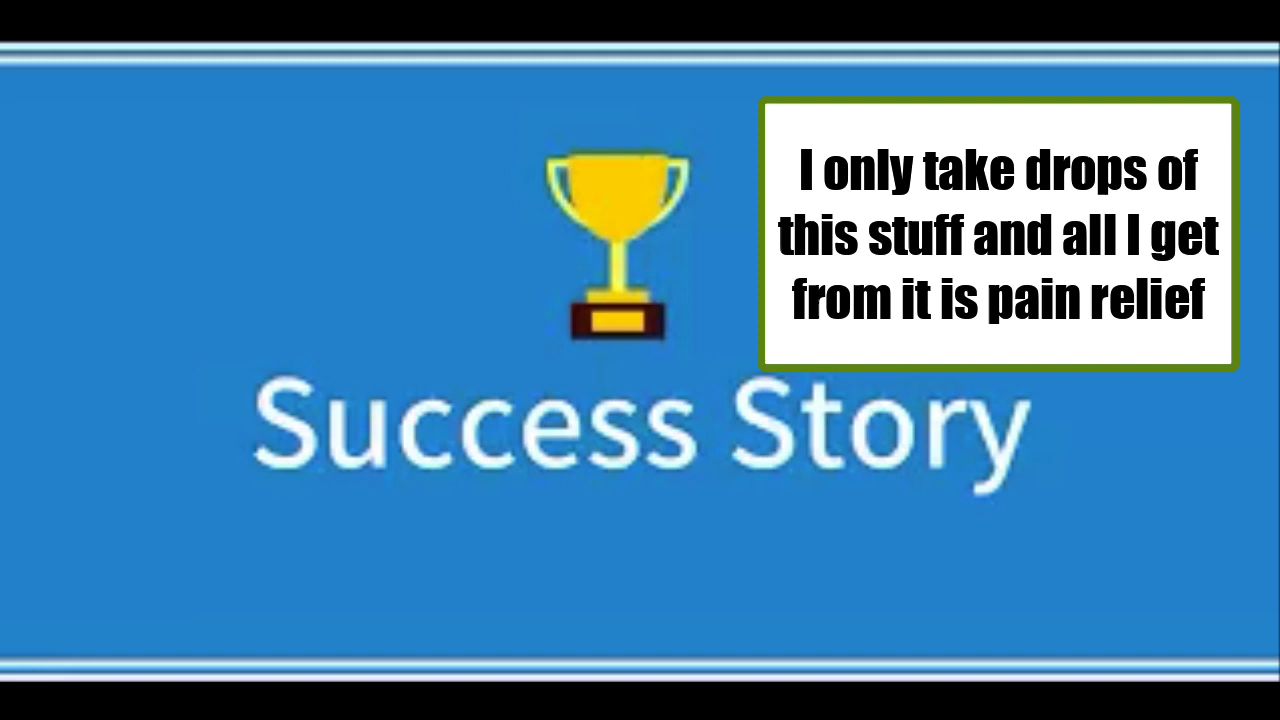 I only take drops of
this stuff and all I get
from it is pain relief
Success Story